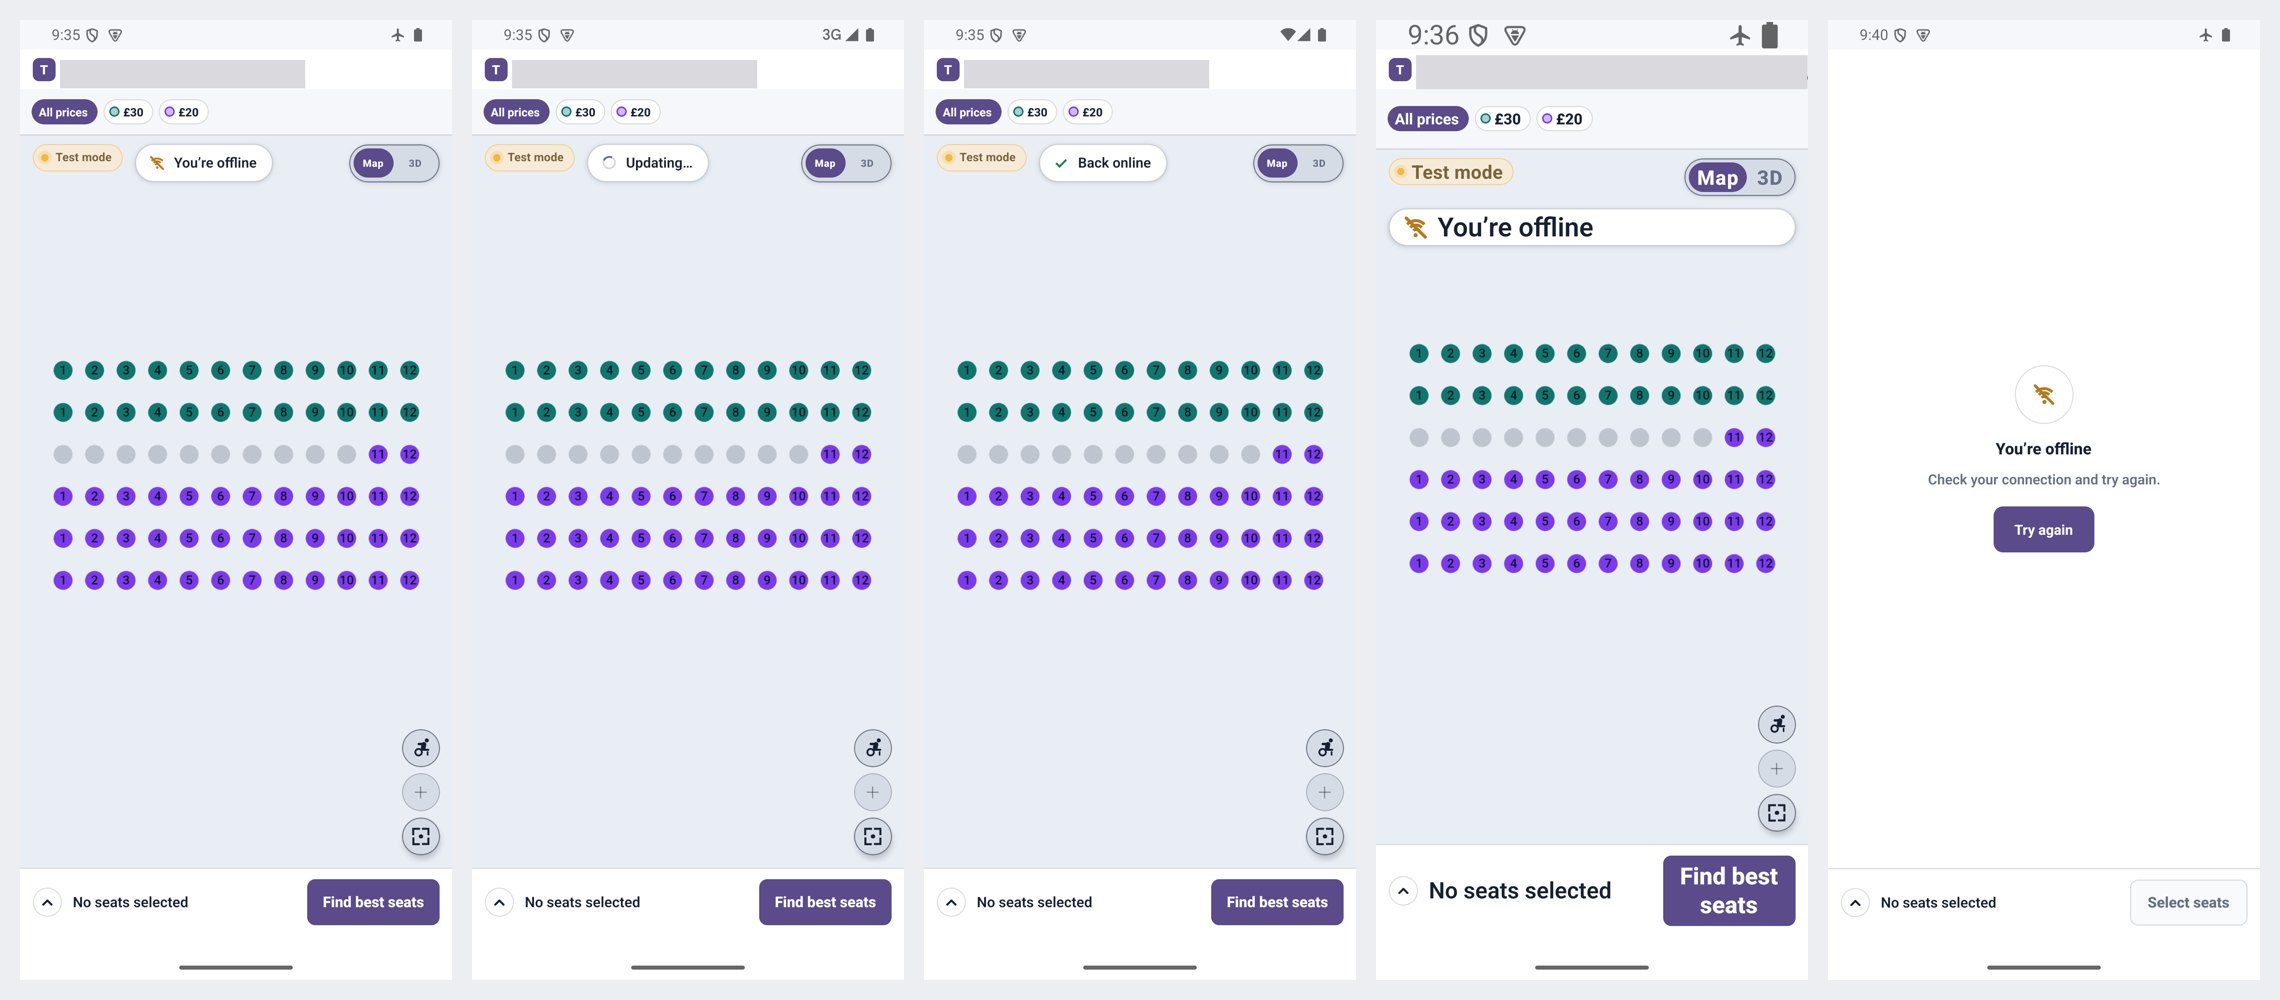 9:35
T
All prices £30 £20
Test mode You’re offline Map 3D
1 2 3 4 5 6 7 8 9 10 11 12
1 2 3 4 5 6 7 8 9 10 11 12
11 12
1 2 3 4 5 6 7 8 9 10 11 12
1 2 3 4 5 6 7 8 9 10 11 12
1 2 3 4 5 6 7 8 9 10 11 12
No seats selected Find best seats
9:35 3G
T
All prices £30 £20
Test mode Updating… Map 3D
1 2 3 4 5 6 7 8 9 10 11 12
1 2 3 4 5 6 7 8 9 10 11 12
11 12
1 2 3 4 5 6 7 8 9 10 11 12
1 2 3 4 5 6 7 8 9 10 11 12
1 2 3 4 5 6 7 8 9 10 11 12
No seats selected Find best seats
9:35
T
All prices £30 £20
Test mode Back online Map 3D
1 2 3 4 5 6 7 8 9 10 11 12
1 2 3 4 5 6 7 8 9 10 11 12
11 12
1 2 3 4 5 6 7 8 9 10 11 12
1 2 3 4 5 6 7 8 9 10 11 12
1 2 3 4 5 6 7 8 9 10 11 12
No seats selected Find best seats
9:36
T
All prices £30 £20
Test mode Map 3D
You’re offline
1 2 3 4 5 6 7 8 9 10 11 12
1 2 3 4 5 6 7 8 9 10 11 12
11 12
1 2 3 4 5 6 7 8 9 10 11 12
1 2 3 4 5 6 7 8 9 10 11 12
1 2 3 4 5 6 7 8 9 10 11 12
No seats selected Find best
seats
9:40
You’re offline
Check your connection and try again.
Try again
No seats selected Select seats